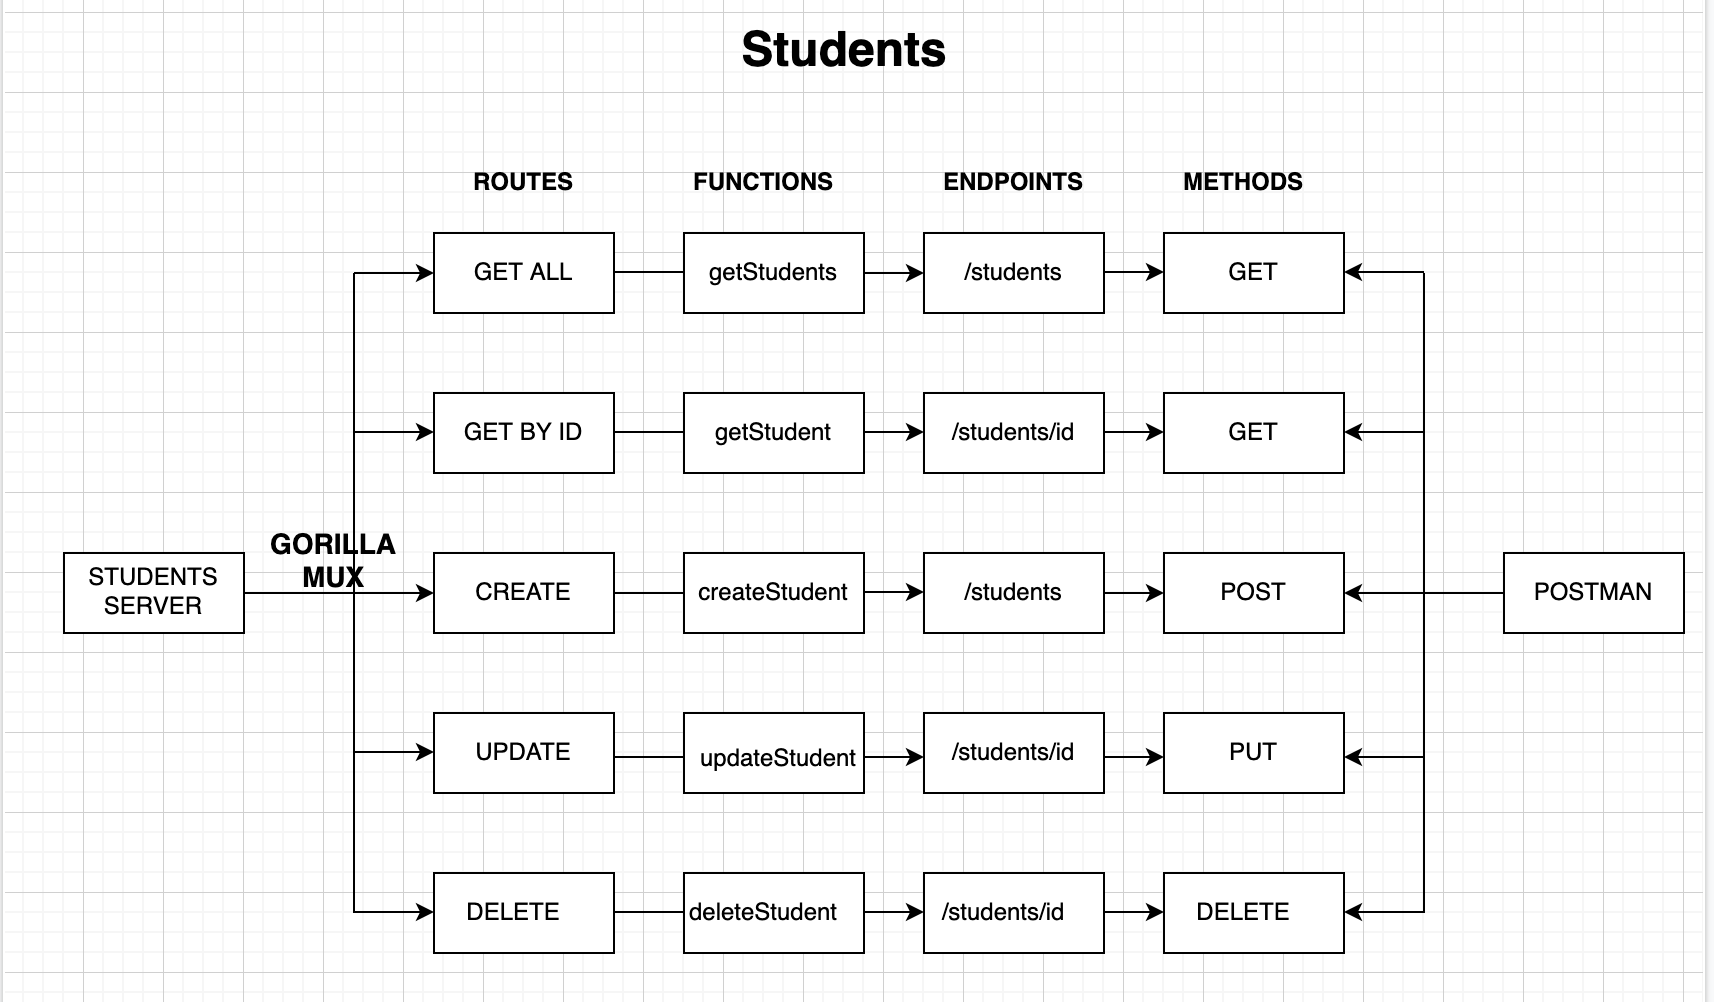 Students
ROUTES FUNCTIONS ENDPOINTS METHODS
GET ALL getStudents /students GET
GET BY ID getStudent /students/id GET
GORILLA
MUX
STUDENTS
SERVER
CREATE createStudent /students POST POSTMAN
UPDATE updateStudent /students/id PUT
DELETE deleteStudent /students/id DELETE